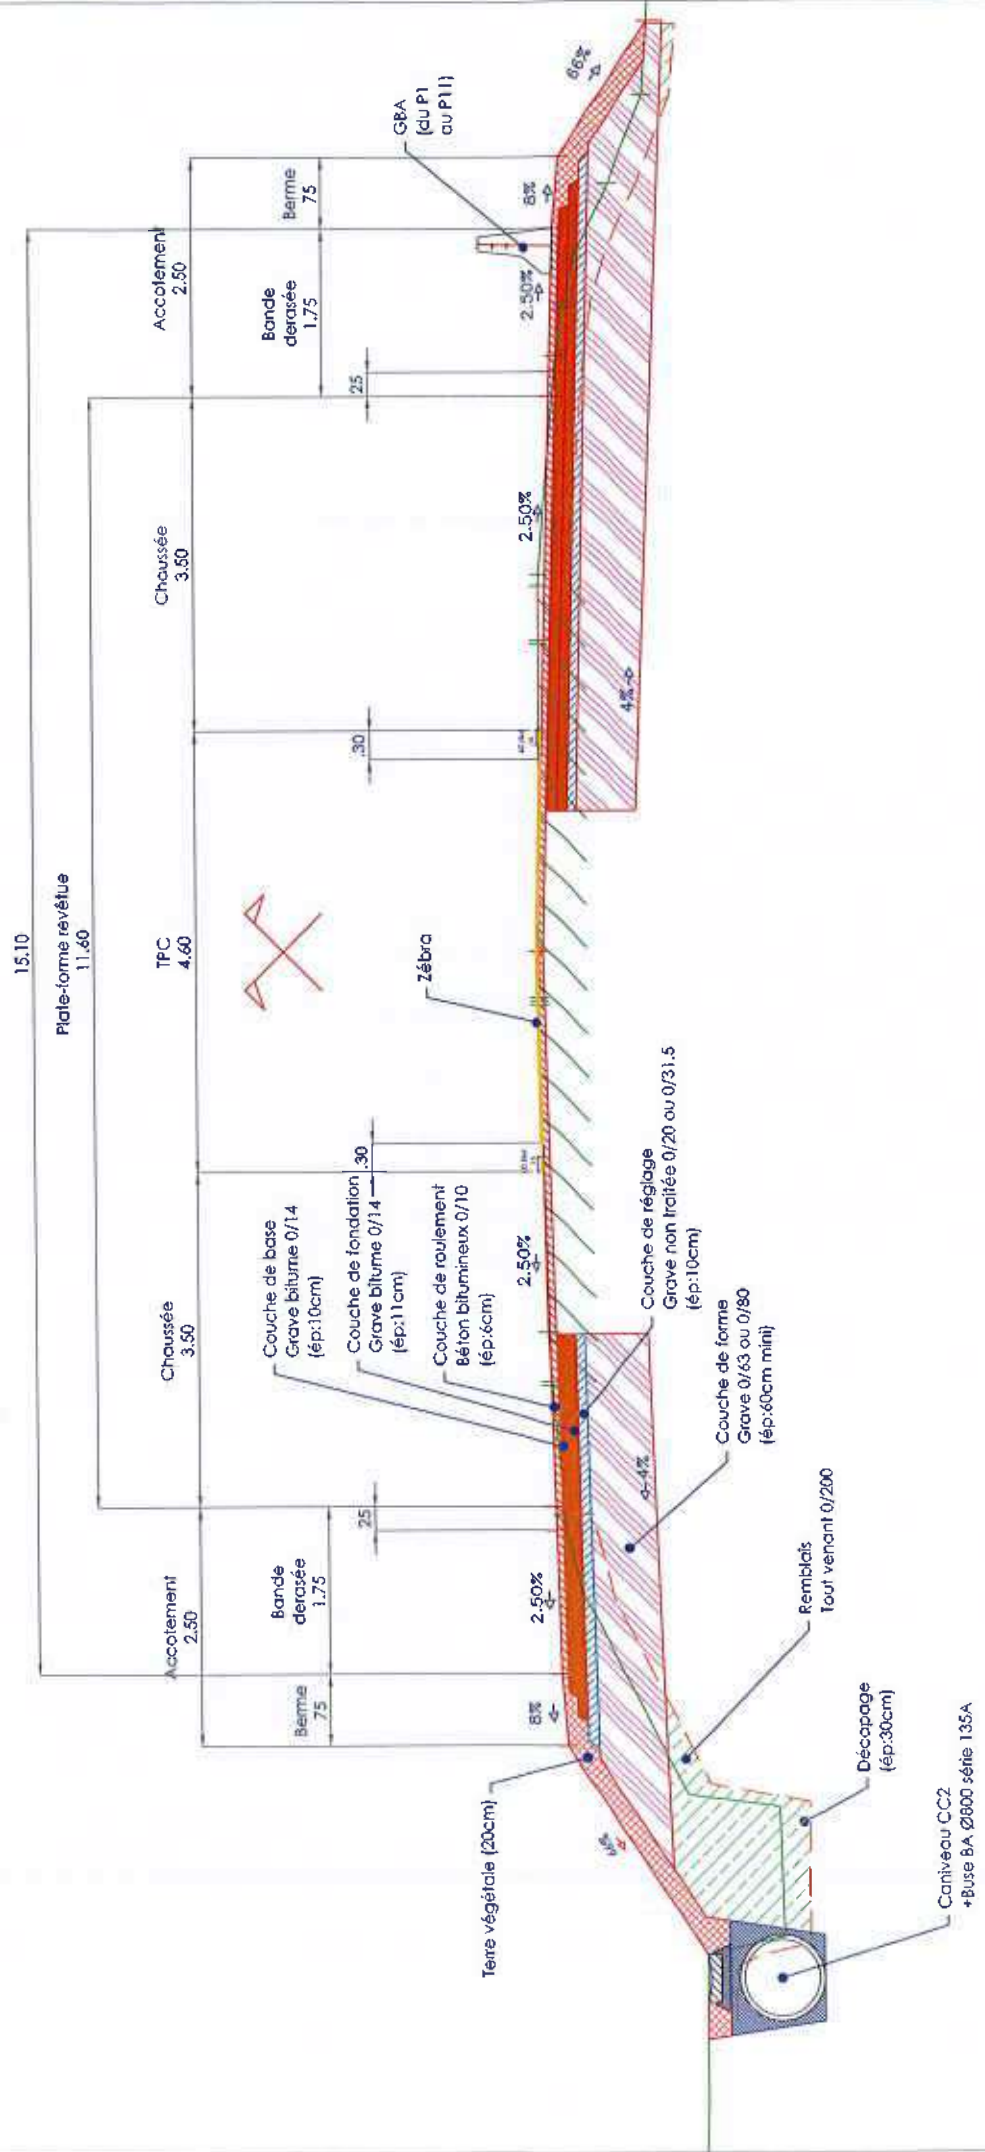 15.10
Plate-forme revêtue
11.60
Accotement
2.50
Chaussée
3.50
TPC
4.60
Chaussée
3.50
Accotement
2.50
Berme
75
Bande
derasée
1.75
25
.30
.30
25
Bande
derasée
1.75
Berme
75
GBA
(du P1
au P11)
Couche de base
Grave bitume 0/14
(ép:10cm)
Couche de fondation
Grave bitume 0/14
(ép:11cm)
Couche de roulement
Béton bitumineux 0/10
(ép:6cm)
Zébra
8%
2.50%
2.50%
2.50%
2.50%
8%
66%
Terre végétale (20cm)
4%
4%
Couche de réglage
Grave non traitée 0/20 ou 0/31.5
(ép:10cm)
Couche de forme
Grave 0/63 ou 0/80
(ép:60cm mini)
Remblais
Tout venant 0/200
Décapage
(ép:30cm)
Caniveau CC2
+Buse BA Ø800 série 135A